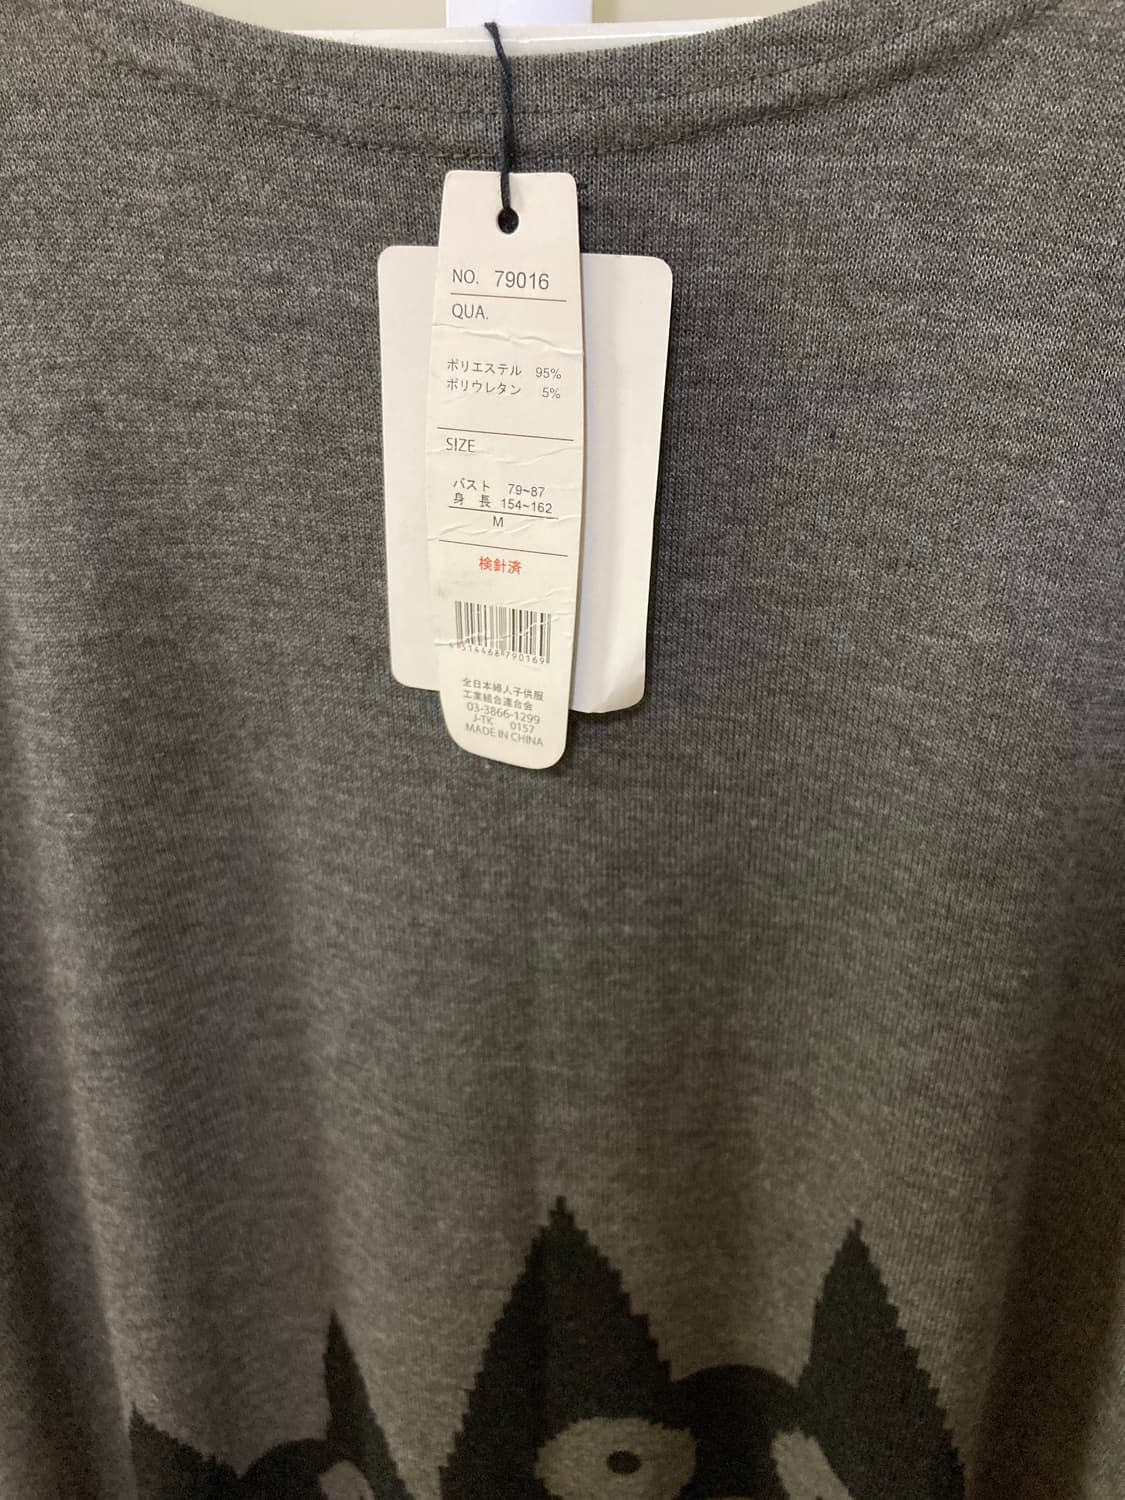 NO. 79016
QUA.
ポリエステル 95%
ポリウレタン 5%
SIZE
バスト 79~87
身 長 154~162
M
検針済
4514468790169
全日本婦人子供服
工業組合連合会
03-3866-1299
J-TK 0157
MADE IN CHINA